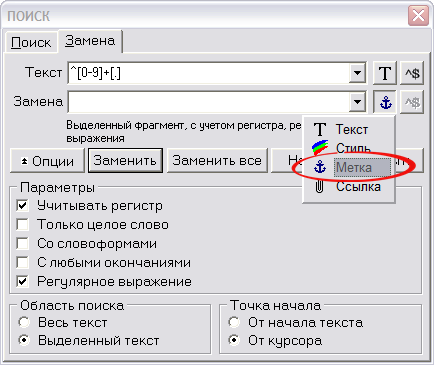 ПОИСК
Поиск Замена
Текст ^[0-9]+[.] T ^$
Замена ^$
Выделенный фрагмент, с учетом регистра, ре
выражения
Опции Заменить Заменить все
Текст
Стиль
Метка
Ссылка
Параметры
Учитывать регистр
Только целое слово
Со словоформами
С любыми окончаниями
Регулярное выражение
Область поиска
Весь текст
Выделенный текст
Точка начала
От начала текста
От курсора